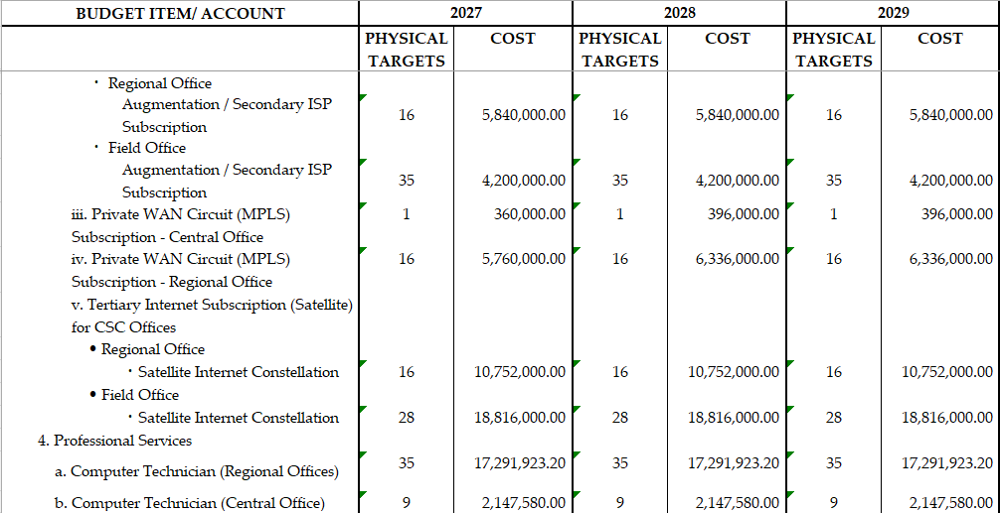 BUDGET ITEM/ ACCOUNT 2027 2028 2029
PHYSICAL TARGETS COST PHYSICAL TARGETS COST PHYSICAL TARGETS COST
· Regional Office
Augmentation / Secondary ISP
Subscription 16 5,840,000.00 16 5,840,000.00 16 5,840,000.00
· Field Office
Augmentation / Secondary ISP
Subscription 35 4,200,000.00 35 4,200,000.00 35 4,200,000.00
iii. Private WAN Circuit (MPLS) 1 360,000.00 1 396,000.00 1 396,000.00
Subscription - Central Office
iv. Private WAN Circuit (MPLS) 16 5,760,000.00 16 6,336,000.00 16 6,336,000.00
Subscription - Regional Office
v. Tertiary Internet Subscription (Satellite)
for CSC Offices
• Regional Office
· Satellite Internet Constellation 16 10,752,000.00 16 10,752,000.00 16 10,752,000.00
• Field Office
· Satellite Internet Constellation 28 18,816,000.00 28 18,816,000.00 28 18,816,000.00
4. Professional Services
a. Computer Technician (Regional Offices) 35 17,291,923.20 35 17,291,923.20 35 17,291,923.20
b. Computer Technician (Central Office) 9 2,147,580.00 9 2,147,580.00 9 2,147,580.00